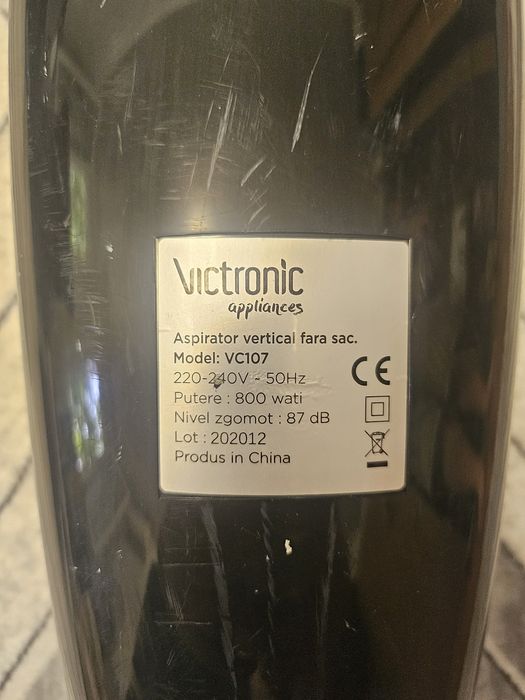 Victronic
appliances
Aspirator vertical fara sac.
Model: VC107
220-240V - 50Hz
Putere : 800 wati
Nivel zgomot : 87 dB
Lot : 202012
Produs in China
CE